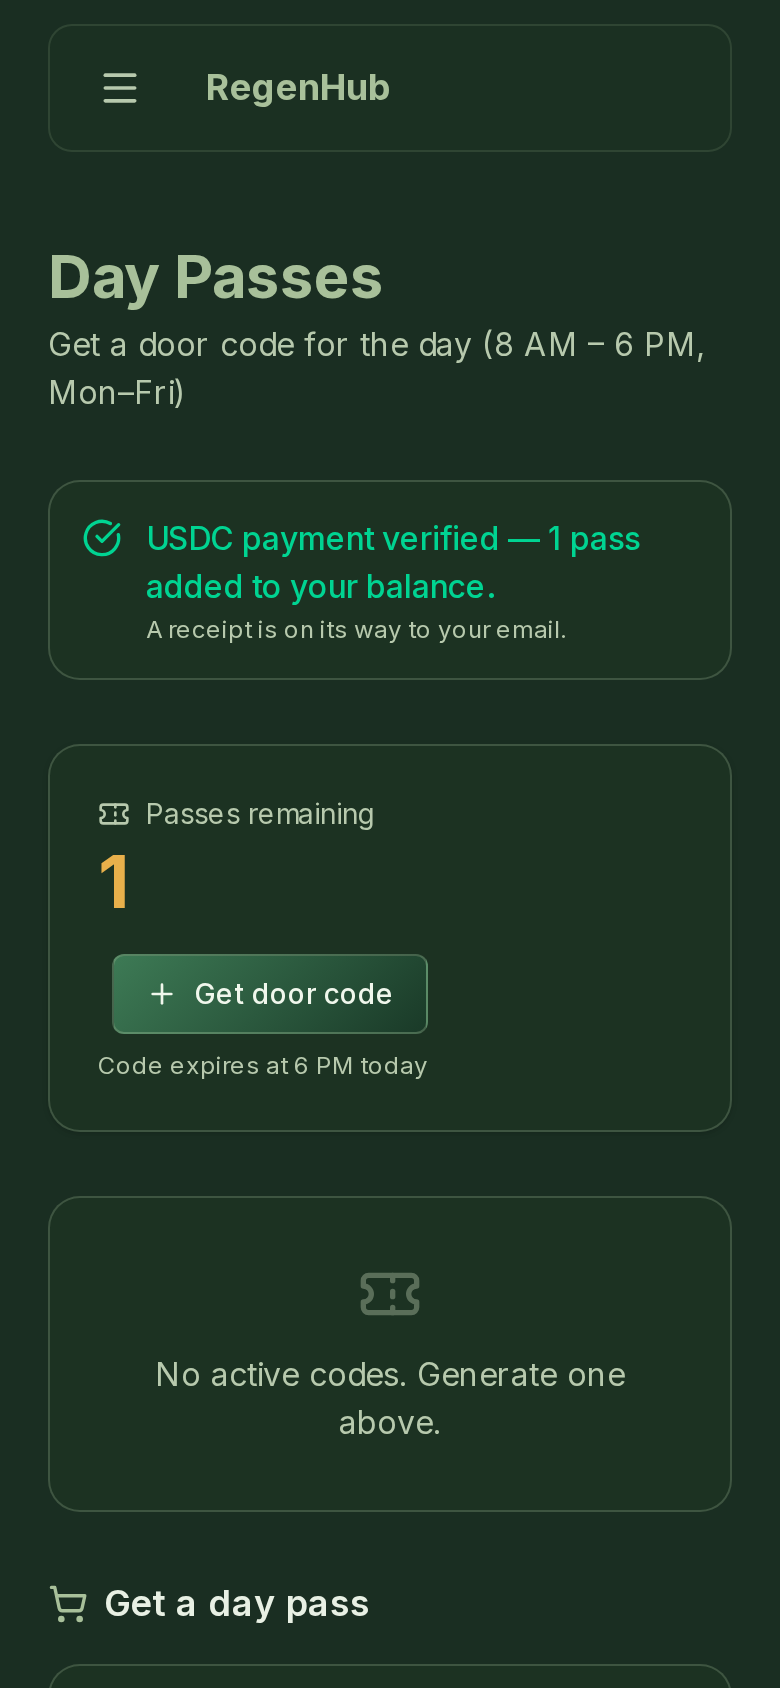 RegenHub
Day Passes
Get a door code for the day (8 AM – 6 PM,
Mon–Fri)
USDC payment verified — 1 pass
added to your balance.
A receipt is on its way to your email.
Passes remaining
1
Get door code
Code expires at 6 PM today
No active codes. Generate one
above.
Get a day pass